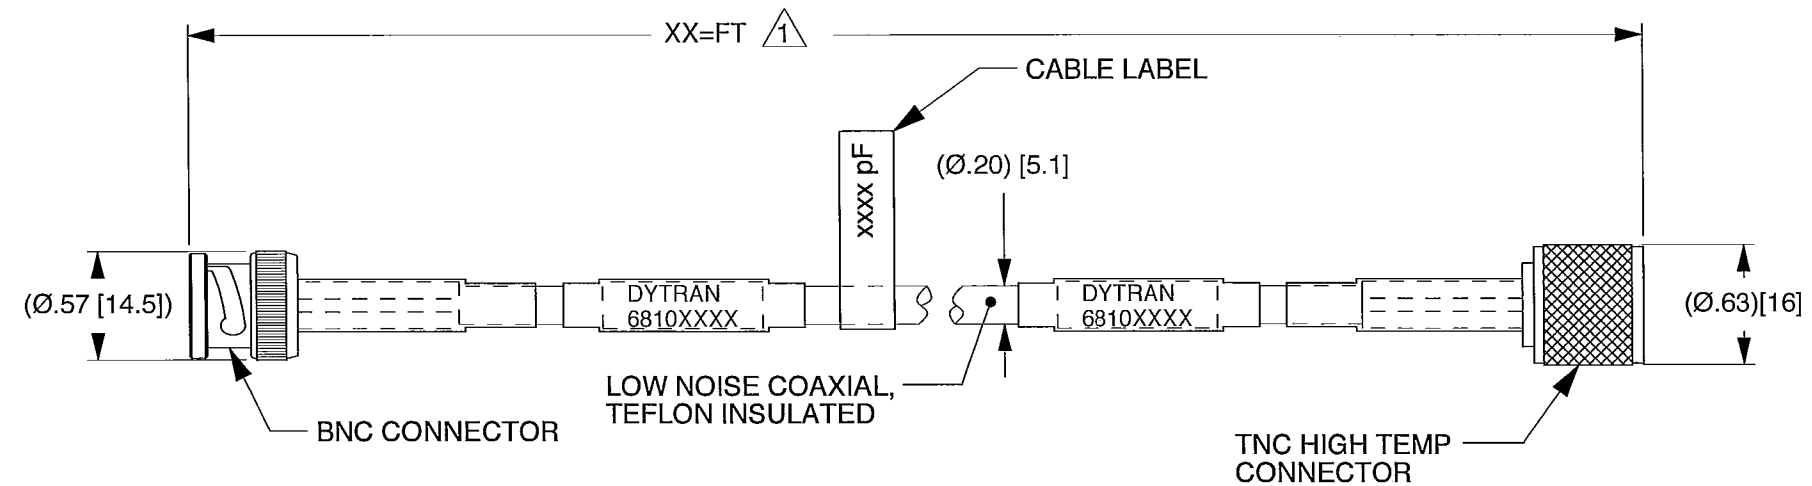 XX=FT 1
CABLE LABEL
xxxx pF
(Ø.20) [5.1]
(Ø.57 [14.5])
DYTRAN
6810XXXX
DYTRAN
6810XXXX
(Ø.63)[16]
LOW NOISE COAXIAL,
TEFLON INSULATED
BNC CONNECTOR
TNC HIGH TEMP
CONNECTOR